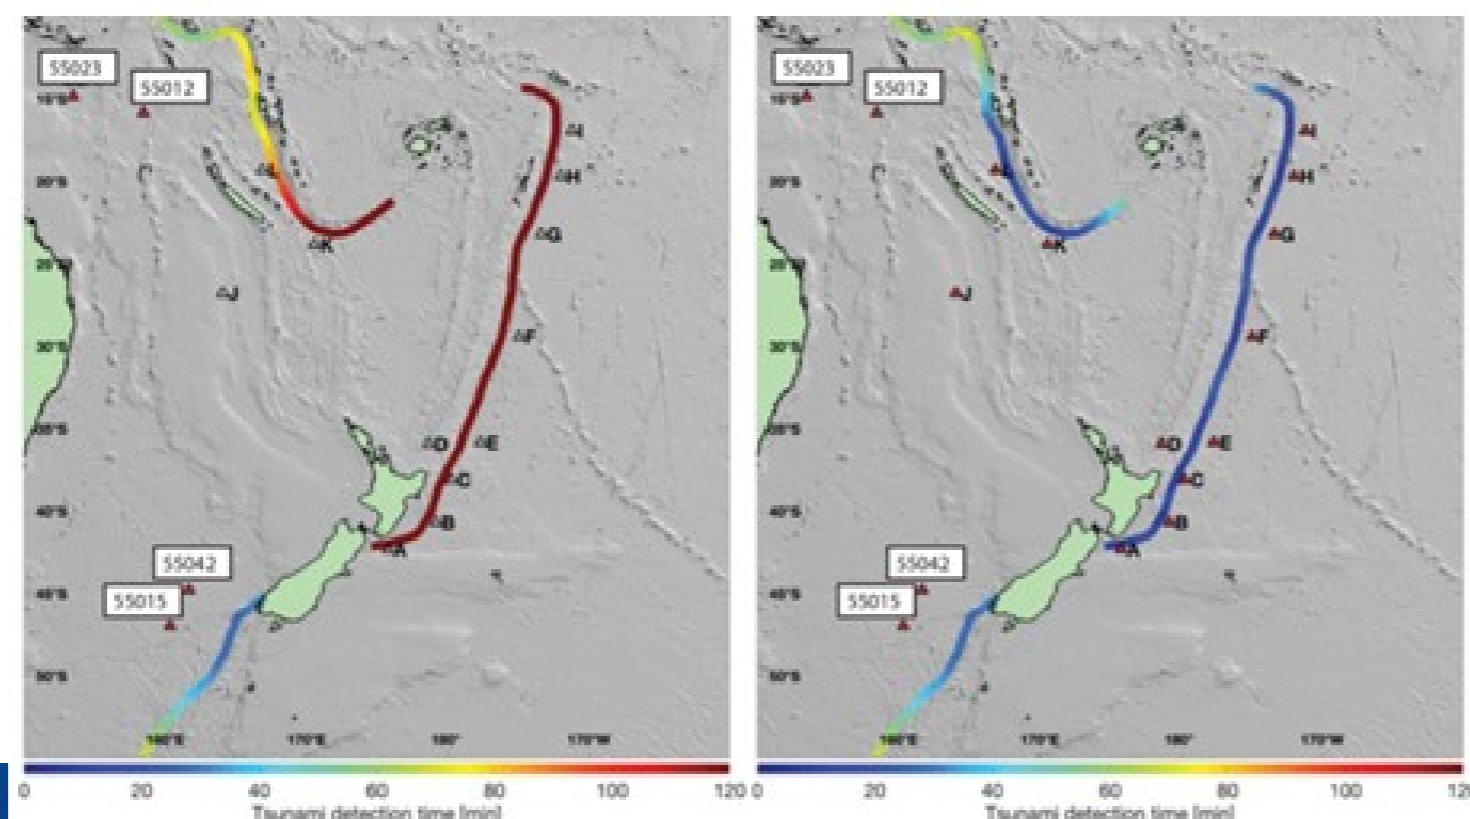 55023
55012
15°S
I
20°S
L
H
K
G
25°S
J
30°S
F
35°S
D
E
C
40°S
B
A
55042
45°S
55015
50°S
160°E
170°E
180°
170°W
0
20
40
60
80
100
120
Tsunami detection time [min]
55023
55012
15°S
I
20°S
L
H
K
G
25°S
J
30°S
F
35°S
D
E
C
40°S
B
A
55042
45°S
55015
50°S
160°E
170°E
180°
170°W
0
20
40
60
80
100
12
Tsunami detection time [min]